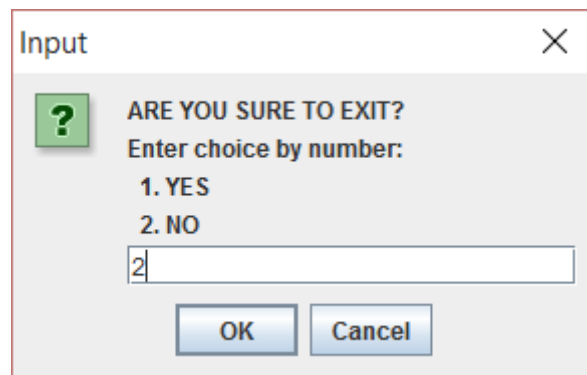 Input
?
ARE YOU SURE TO EXIT?
Enter choice by number:
1. YES
2. NO
2
OK Cancel